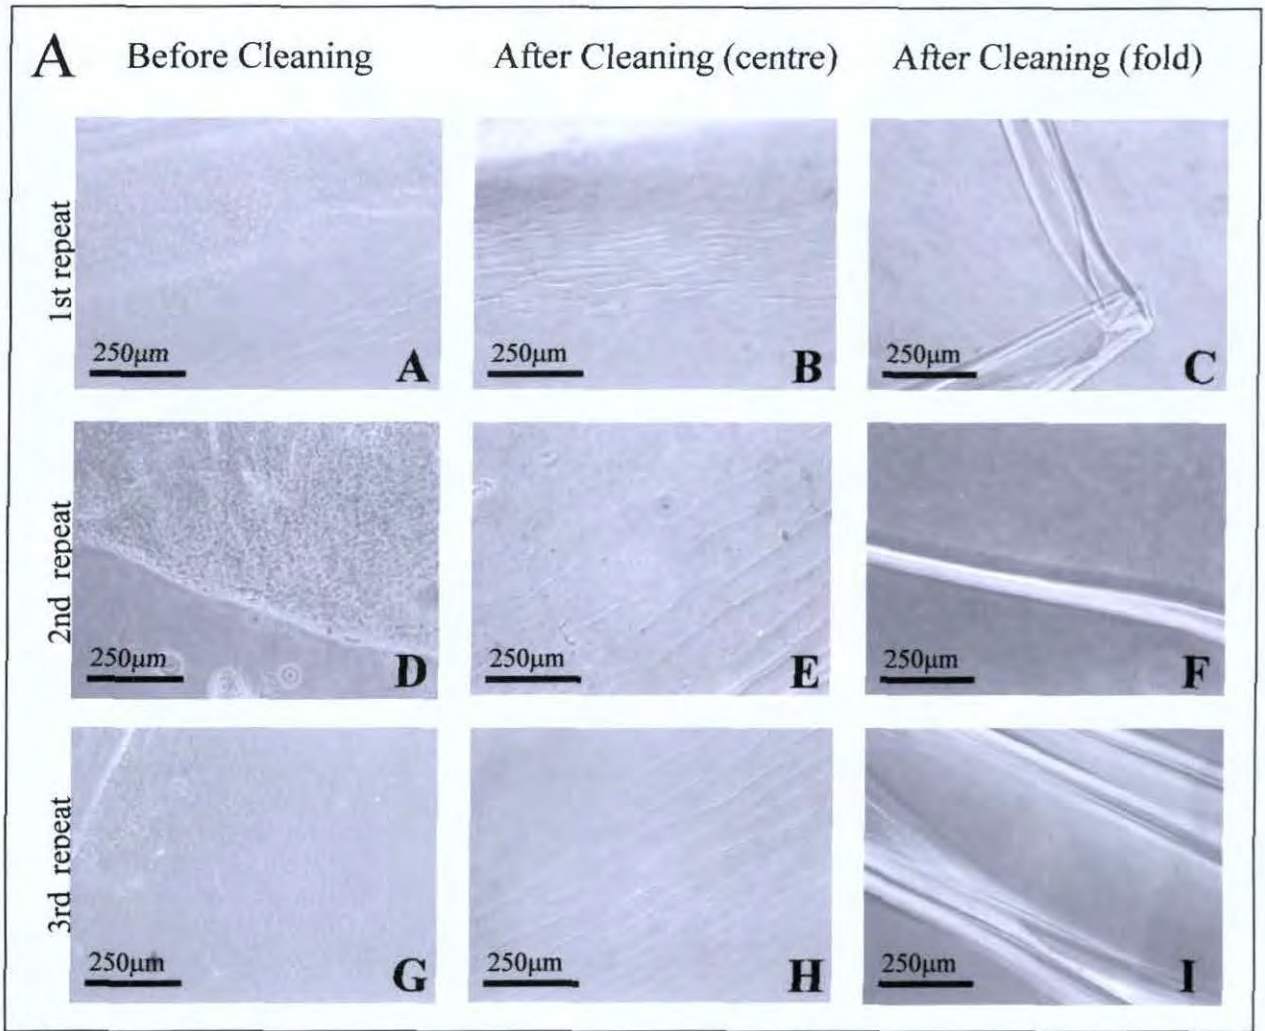 A Before Cleaning After Cleaning (centre) After Cleaning (fold)
1st repeat
250μm A 250μm B 250μm C
2nd repeat
250μm D 250μm E 250μm F
3rd repeat
250μm G 250μm H 250μm I